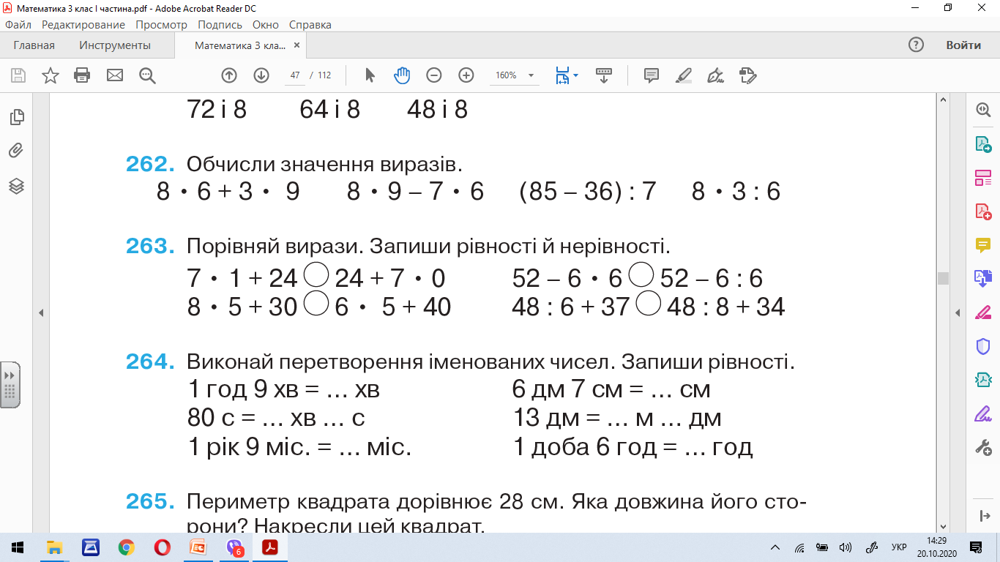 Математика 3 клас І частина.pdf - Adobe Acrobat Reader DC
Файл Редактирование Просмотр Подпись Окно Справка
Главная Инструменты Математика 3 кла... × Войти
47 / 112 160%
72 і 8 64 і 8 48 і 8
262. Обчисли значення виразів.
8 • 6 + 3 • 9 8 • 9 – 7 • 6 (85 – 36) : 7 8 • 3 : 6
263. Порівняй вирази. Запиши рівності й нерівності.
7 • 1 + 24 ◯ 24 + 7 • 0 52 – 6 • 6 ◯ 52 – 6 : 6
8 • 5 + 30 ◯ 6 • 5 + 40 48 : 6 + 37 ◯ 48 : 8 + 34
264. Виконай перетворення іменованих чисел. Запиши рівності.
1 год 9 хв = ... хв 6 дм 7 см = ... см
80 с = ... хв ... с 13 дм = ... м ... дм
1 рік 9 міс. = ... міс. 1 доба 6 год = ... год
265. Периметр квадрата дорівнює 28 см. Яка довжина його сто-
рони? Накресли цей квадрат.
6 УКР 14:29
20.10.2020